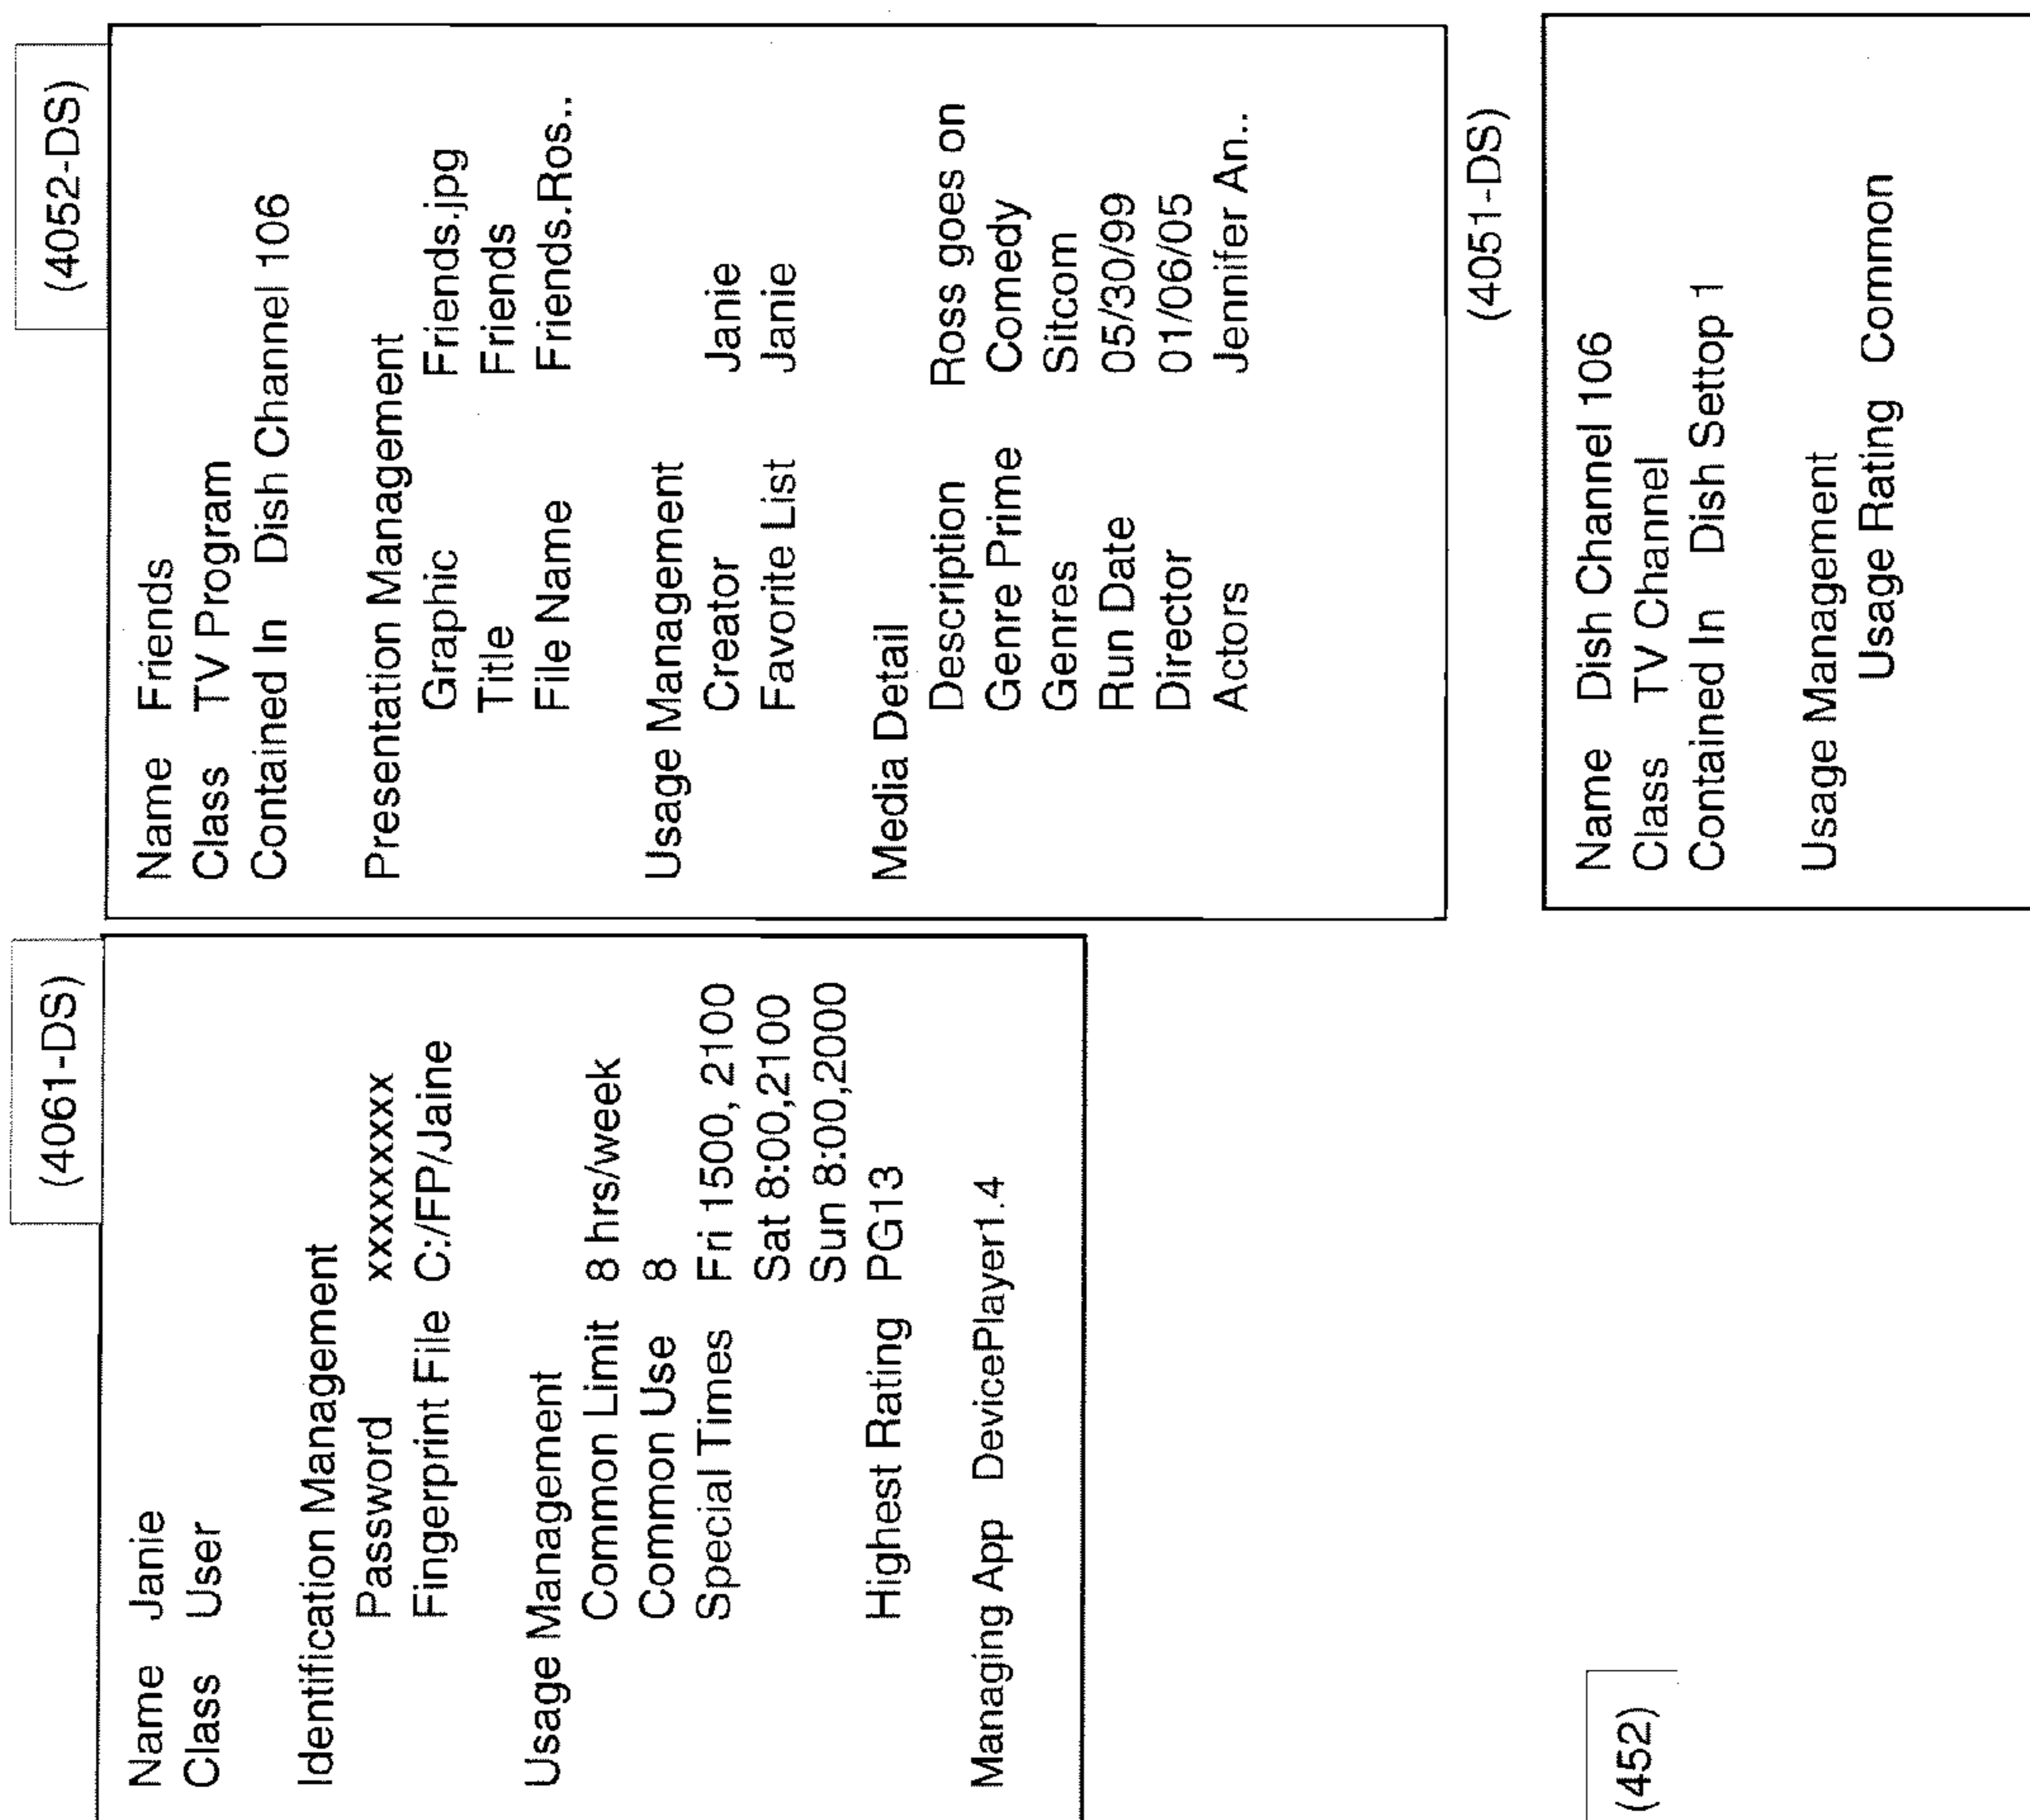 (4061-DS)
Name Janie
Class User
Identification Management
Password xxxxxxxxx
Fingerprint File C:/FP/Jaine
Usage Management
Common Limit 8 hrs/week
Common Use 8
Special Times Fri 1500, 2100
Sat 8:00,2100
Sun 8:00,2000
Highest Rating PG13
Managing App DevicePlayer1.4
(452)
(4052-DS)
Name Friends
Class TV Program
Contained In Dish Channel 106
Presentation Management
Graphic Friends.jpg
Title Friends
File Name Friends.Ros..
Usage Management
Creator Janie
Favorite List Janie
Media Detail
Description Ross goes on
Genre Prime Comedy
Genres Sitcom
Run Date 05/30/99
Director 01/06/05
Actors Jennifer An..
(4051-DS)
Name Dish Channel 106
Class TV Channel
Contained In Dish Settop 1
Usage Management
Usage Rating Common